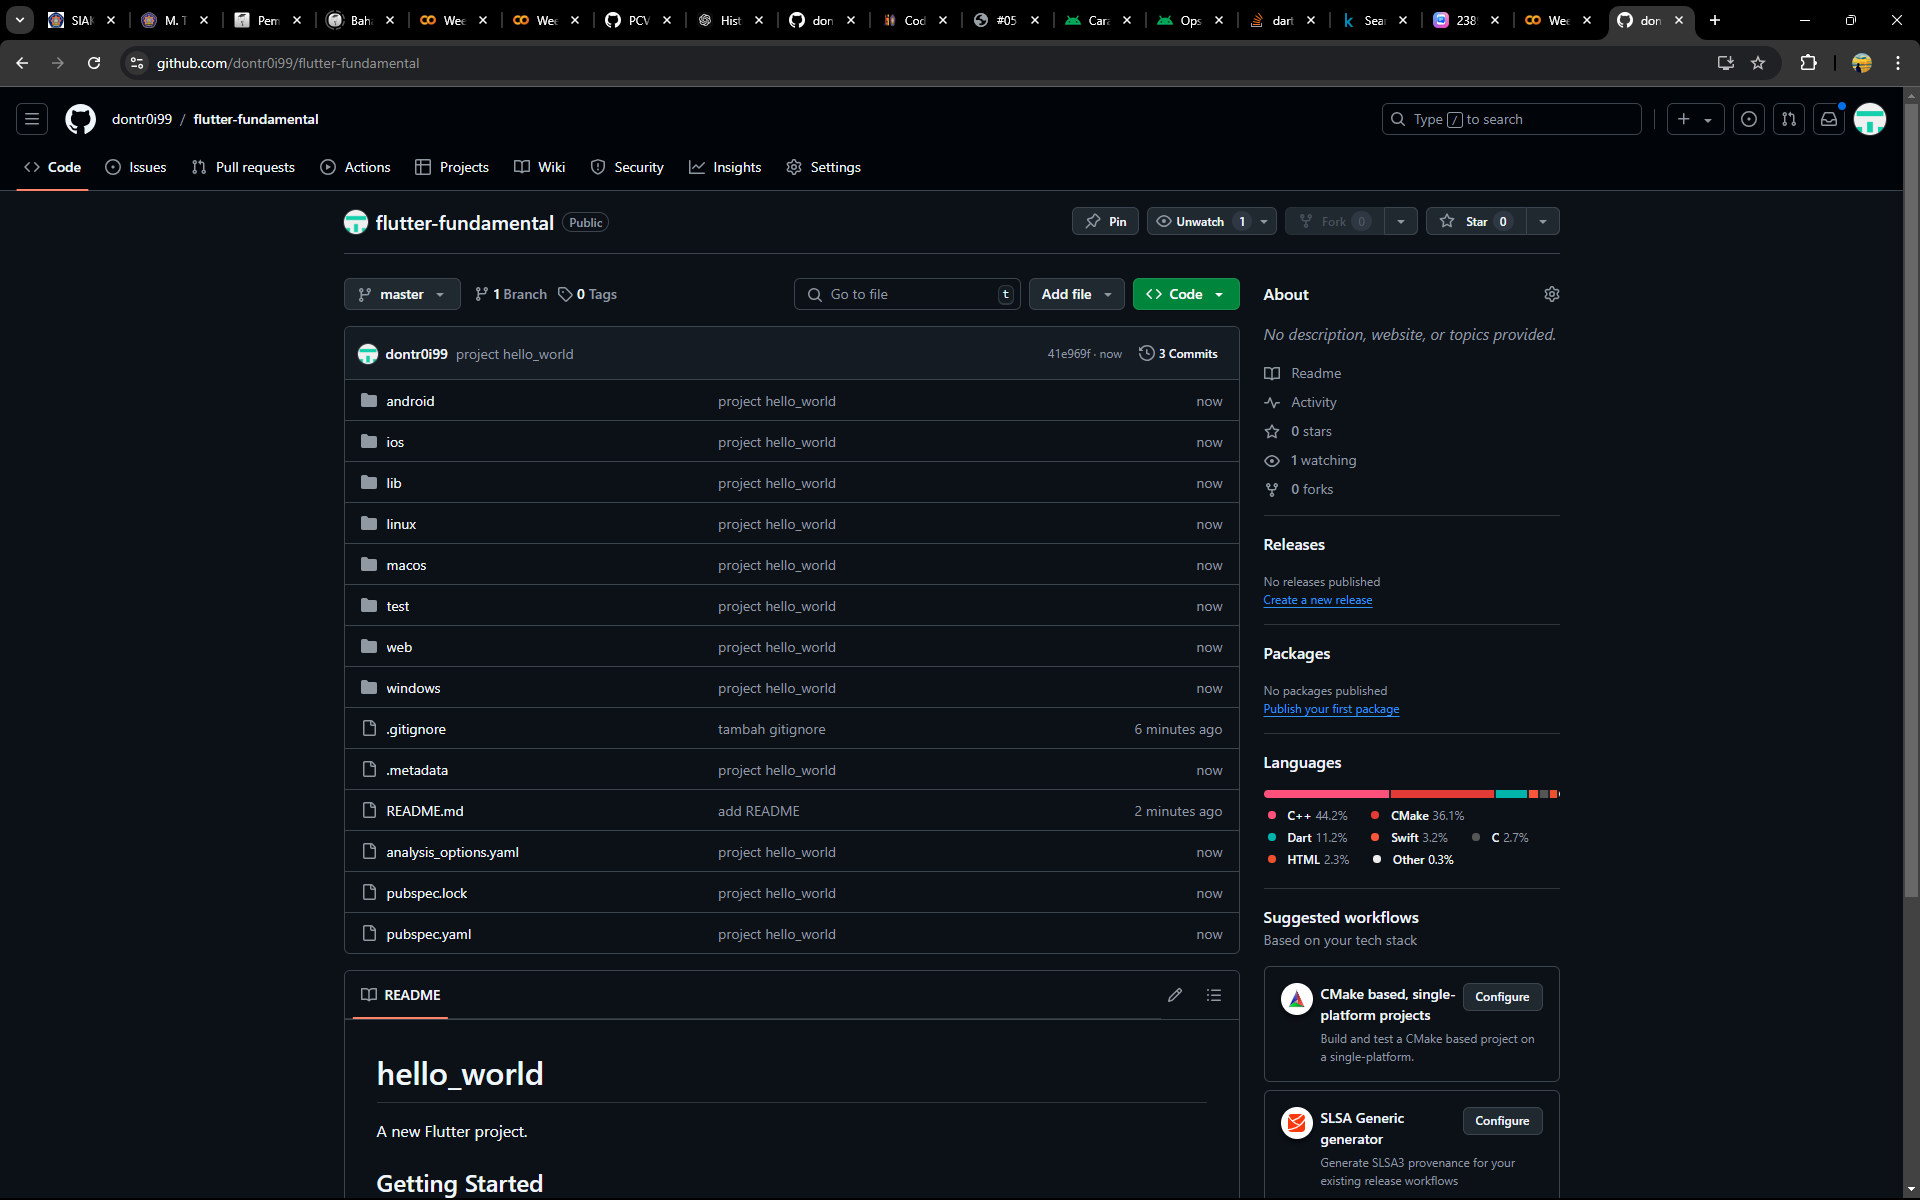 SIAK
M. T
Pem
Bah
Wee
Wee
PCV
Hist
don
Cod
#05
Cara
Ops
dart
Sear
238
Wee
don
github.com/dontr0i99/flutter-fundamental
dontr0i99 / flutter-fundamental
Type / to search
Code
Issues
Pull requests
Actions
Projects
Wiki
Security
Insights
Settings
flutter-fundamental Public
Pin
Unwatch 1
Fork 0
Star 0
master
1 Branch
0 Tags
Go to file t
Add file
Code
dontr0i99 project hello_world 41e969f · now 3 Commits
android project hello_world now
ios project hello_world now
lib project hello_world now
linux project hello_world now
macos project hello_world now
test project hello_world now
web project hello_world now
windows project hello_world now
.gitignore tambah gitignore 6 minutes ago
.metadata project hello_world now
README.md add README 2 minutes ago
analysis_options.yaml project hello_world now
pubspec.lock project hello_world now
pubspec.yaml project hello_world now
README
hello_world
A new Flutter project.
Getting Started
About
No description, website, or topics provided.
Readme
Activity
0 stars
1 watching
0 forks
Releases
No releases published
Create a new release
Packages
No packages published
Publish your first package
Languages
C++ 44.2% CMake 36.1%
Dart 11.2% Swift 3.2% C 2.7%
HTML 2.3% Other 0.3%
Suggested workflows
Based on your tech stack
CMake based, single-
platform projects
Configure
Build and test a CMake based project on
a single-platform.
SLSA Generic
generator
Configure
Generate SLSA3 provenance for your
existing release workflows